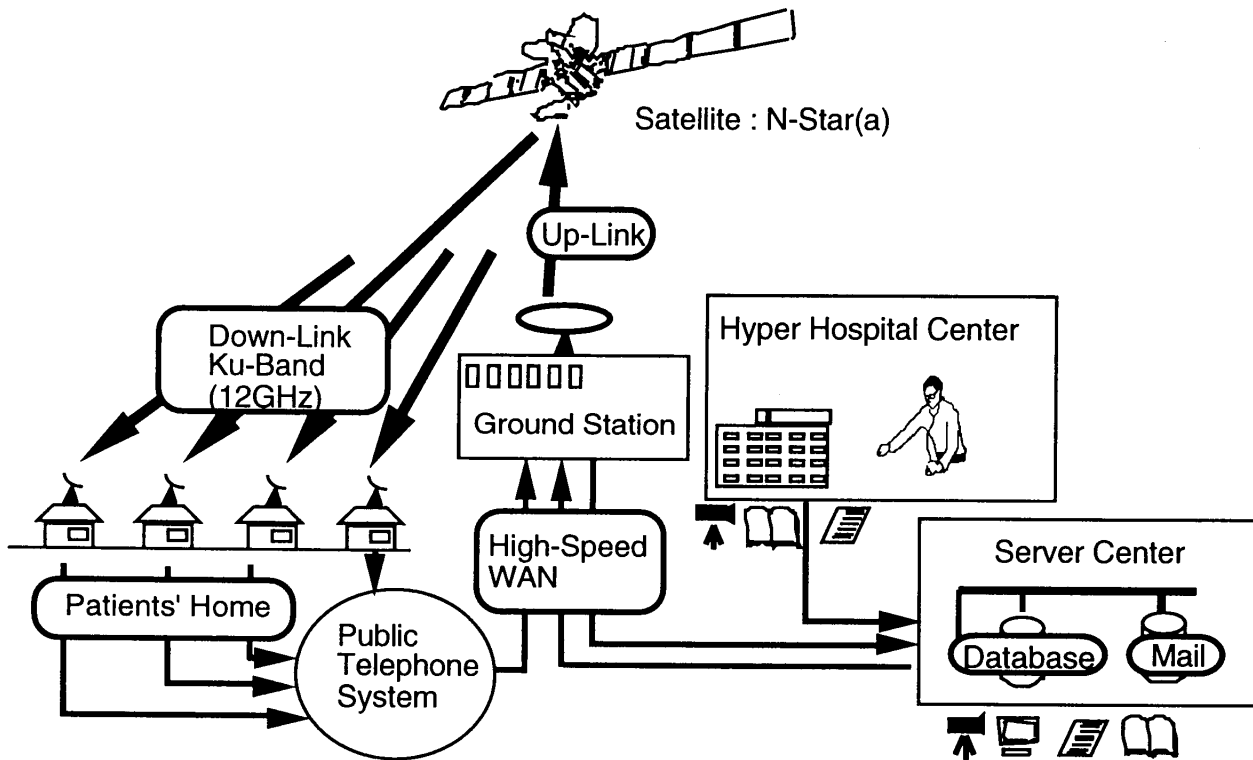 Satellite : N-Star(a)
Up-Link
Down-Link
Ku-Band
(12GHz)
Hyper Hospital Center
Ground Station
High-Speed
WAN
Server Center
Patients' Home
Public
Telephone
System
Database
Mail